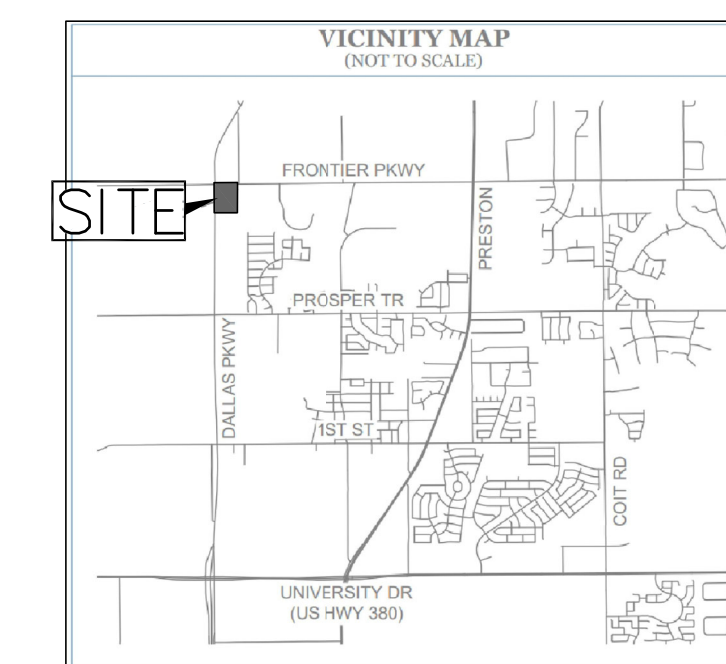 VICINITY MAP
(NOT TO SCALE)
FRONTIER PKWY
SITE
PRESTON
PROSPER TR
DALLAS PKWY
1ST ST
COIT RD
UNIVERSITY DR
(US HWY 380)